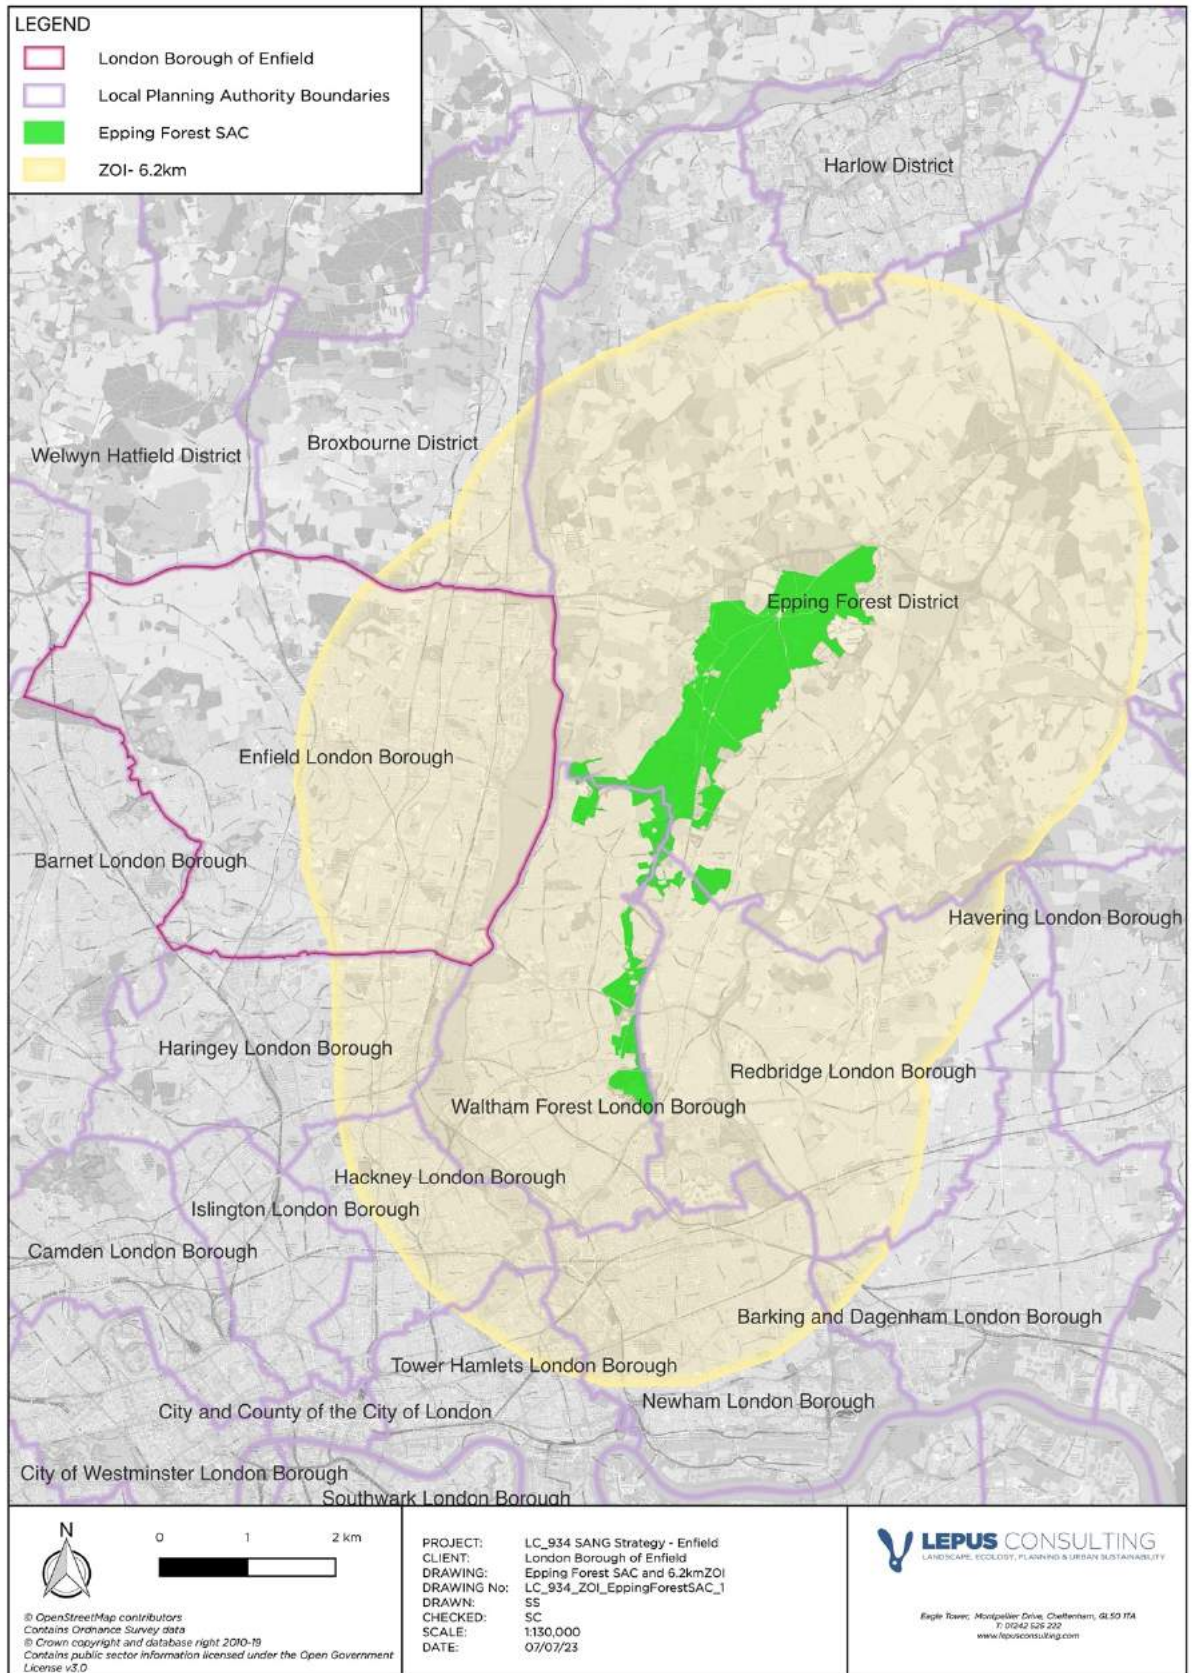 LEGEND
London Borough of Enfield
Local Planning Authority Boundaries
Epping Forest SAC
ZOI- 6.2km
Harlow District
Broxbourne District
Welwyn Hatfield District
Epping Forest District
Enfield London Borough
Barnet London Borough
Havering London Borough
Haringey London Borough
Redbridge London Borough
Waltham Forest London Borough
Hackney London Borough
Islington London Borough
Camden London Borough
Barking and Dagenham London Borough
Tower Hamlets London Borough
Newham London Borough
City and County of the City of London
City of Westminster London Borough
Southwark London Borough
N
0 1 2 km
© OpenStreetMap contributors
Contains Ordnance Survey data
© Crown copyright and database right 2010-19
Contains public sector information licensed under the Open Government
License v3.0
PROJECT: LC_934 SANG Strategy - Enfield
CLIENT: London Borough of Enfield
DRAWING: Epping Forest SAC and 6.2kmZOI
DRAWING No: LC_934_ZOI_EppingForestSAC_1
DRAWN: SS
CHECKED: SC
SCALE: 1:130,000
DATE: 07/07/23
LEPUS CONSULTING
LANDSCAPE, ECOLOGY, PLANNING & URBAN SUSTAINABILITY
Eagle Tower, Montpellier Drive, Cheltenham, GL50 1TA
T: 01242 525 222
www.lepusconsulting.com